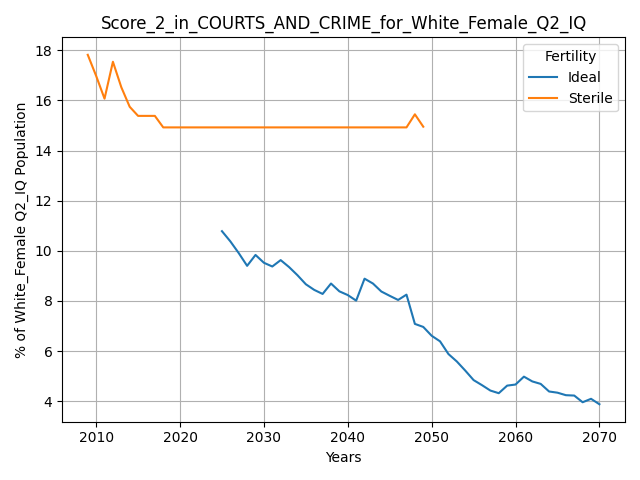 Score_2_in_COURTS_AND_CRIME_for_White_Female_Q2_IQ
Fertility
Ideal
Sterile
% of White_Female Q2_IQ Population
18
16
14
12
10
8
6
4
2010 2020 2030 2040 2050 2060 2070
Years